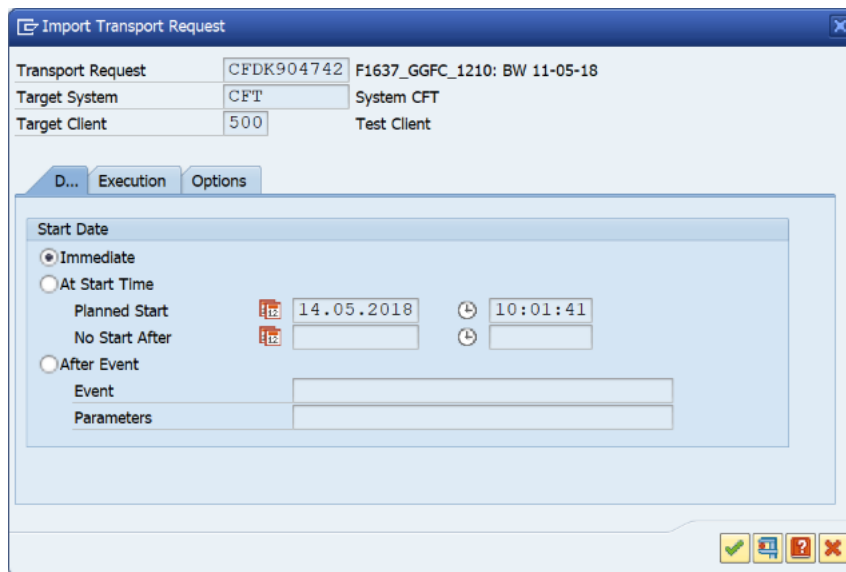 Import Transport Request
Transport Request CFDK904742 F1637_GGFC_1210: BW 11-05-18
Target System CFT System CFT
Target Client 500 Test Client
D... Execution Options
Start Date
Immediate
At Start Time
Planned Start 12 14.05.2018 10:01:41
No Start After 12
After Event
Event
Parameters